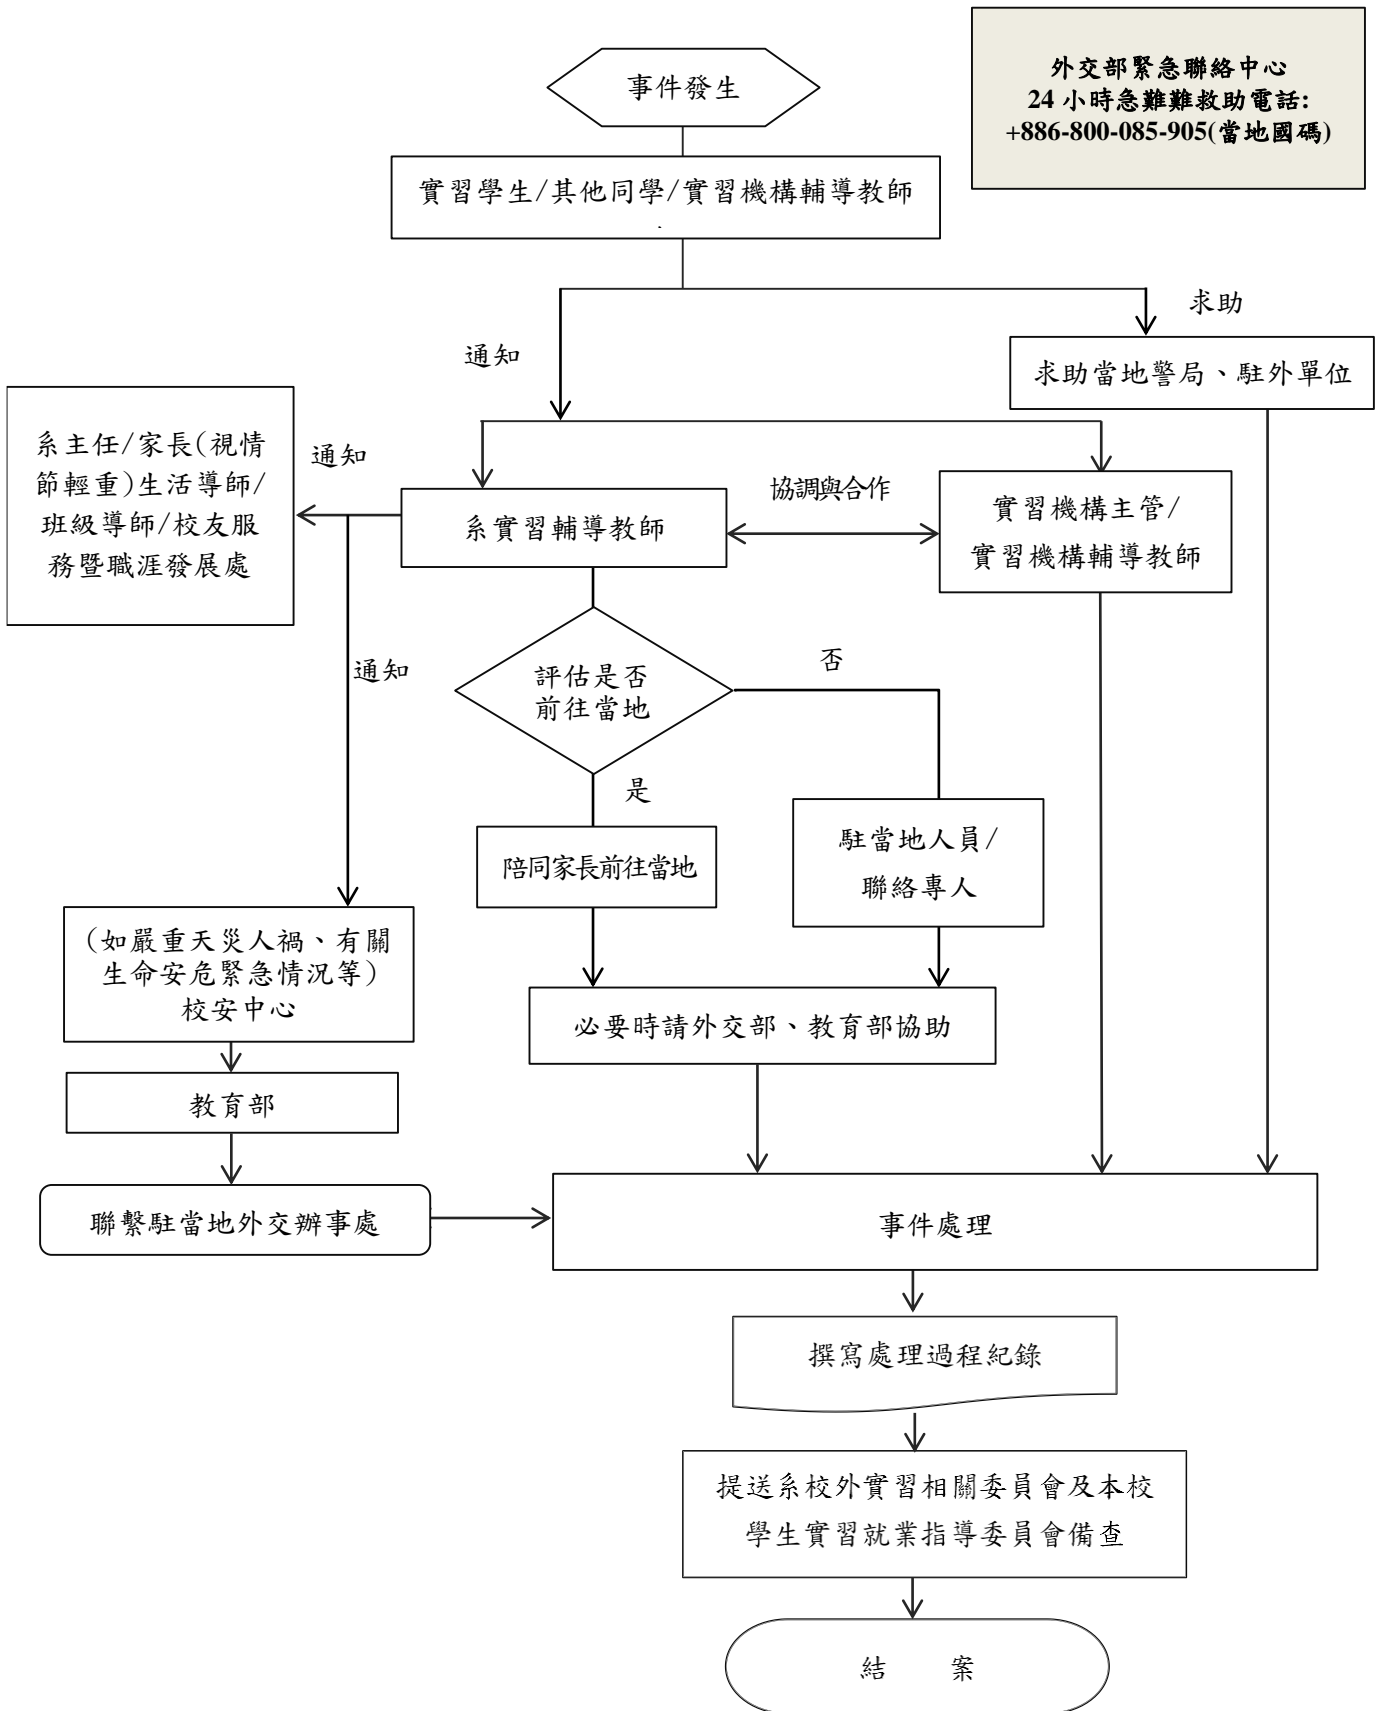 外交部緊急聯絡中心
24 小時急難難救助電話:
+886-800-085-905(當地國碼)
事件發生
實習學生/其他同學/實習機構輔導教師
求助
通知
求助當地警局、駐外單位
系主任/家長(視情
節輕重)生活導師/
班級導師/校友服
務暨職涯發展處
通知
協調與合作
系實習輔導教師
實習機構主管/
實習機構輔導教師
通知
評估是否
前往當地
否
是
陪同家長前往當地
駐當地人員/
聯絡專人
(如嚴重天災人禍、有關
生命安危緊急情況等)
校安中心
必要時請外交部、教育部協助
教育部
聯繫駐當地外交辦事處
事件處理
撰寫處理過程紀錄
提送系校外實習相關委員會及本校
學生實習就業指導委員會備查
結 案